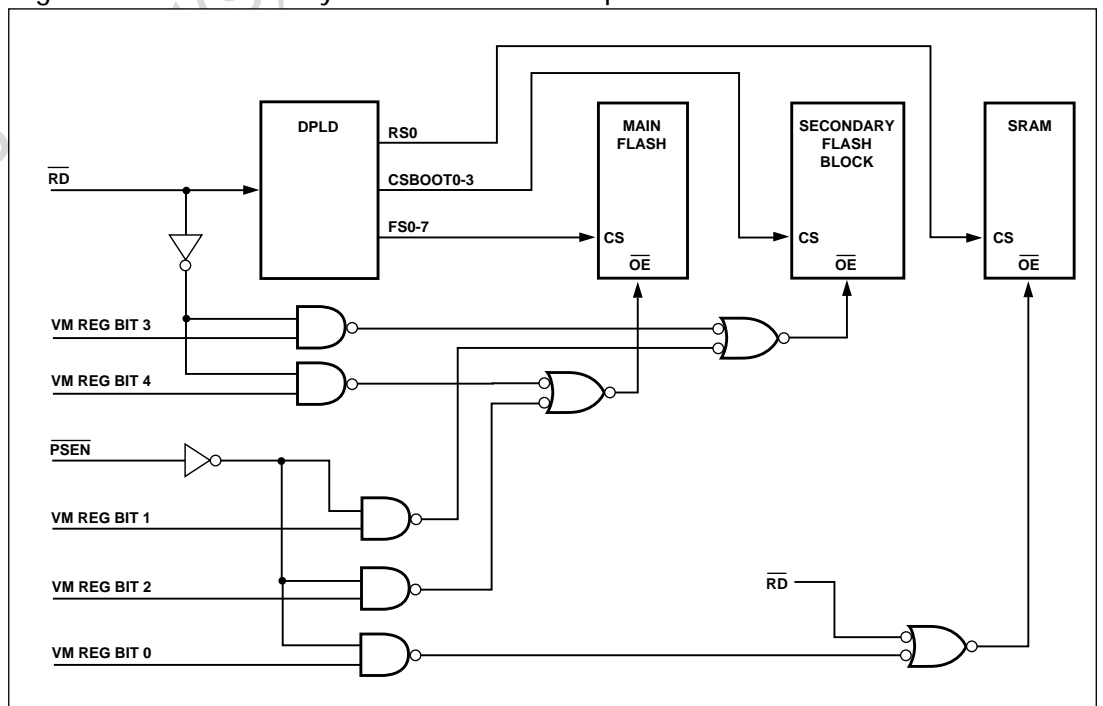 DPLD
RS0
CSBOOT0-3
FS0-7
MAIN
FLASH
CS
OE
SECONDARY
FLASH
BLOCK
CS
OE
SRAM
CS
OE
RD
VM REG BIT 3
VM REG BIT 4
PSEN
VM REG BIT 1
VM REG BIT 2
VM REG BIT 0
RD